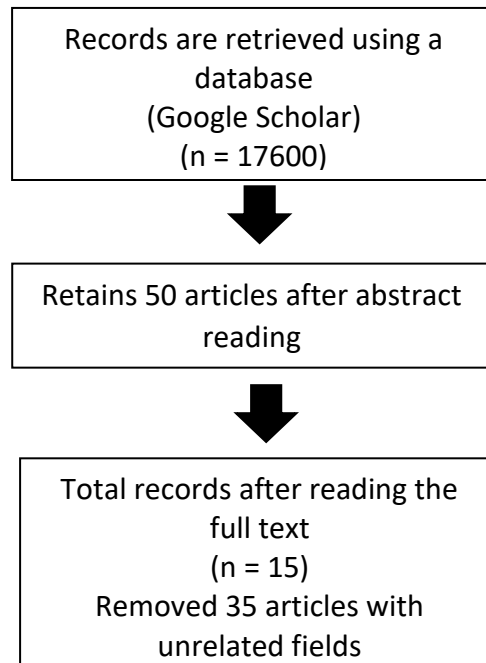 Records are retrieved using a
database
(Google Scholar)
(n = 17600)
Retains 50 articles after abstract
reading
Total records after reading the
full text
(n = 15)
Removed 35 articles with
unrelated fields